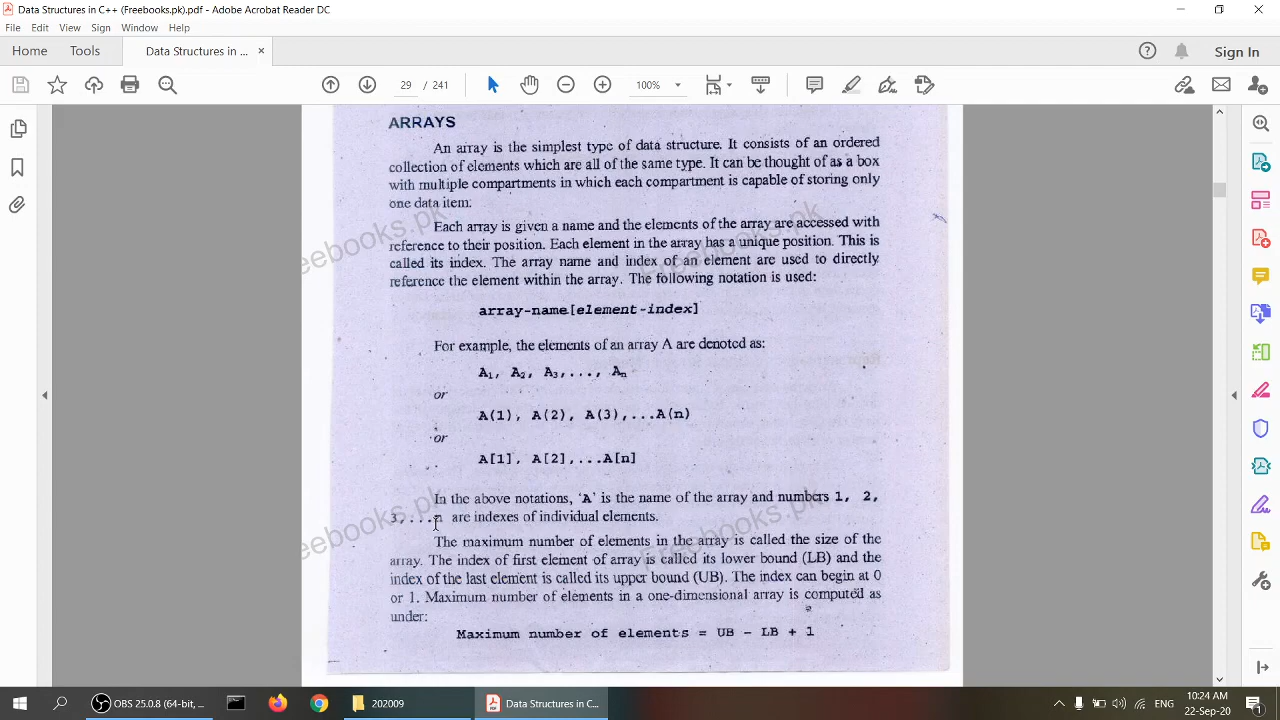 Data Structures in C++ (Freebooks.pk).pdf - Adobe Acrobat Reader DC
File Edit View Sign Window Help
Home Tools Data Structures in ... × Sign In
29 / 241 100%
ARRAYS
An array is the simplest type of data structure. It consists of an ordered
collection of elements which are all of the same type. It can be thought of as a box
with multiple compartments in which each compartment is capable of storing only
one data item.
Each array is given a name and the elements of the array are accessed with
reference to their position. Each element in the array has a unique position. This is
called its index. The array name and index of an element are used to directly
reference the element within the array. The following notation is used:
array-name[element-index]
For example, the elements of an array A are denoted as:
A1, A2, A3,..., An
or
A(1), A(2), A(3),...A(n)
or
A[1], A[2],...A[n]
In the above notations, 'A' is the name of the array and numbers 1, 2,
3,...n are indexes of individual elements.
The maximum number of elements in the array is called the size of the
array. The index of first element of array is called its lower bound (LB) and the
index of the last element is called its upper bound (UB). The index can begin at 0
or 1. Maximum number of elements in a one-dimensional array is computed as
under:
Maximum number of elements = UB - LB + 1
Freebooks.pk
Freebooks.pk
Freebooks.pk
Freebooks.pk
OBS 25.0.8 (64-bit, ... 202009 Data Structures in C... 10:24 AM
22-Sep-20